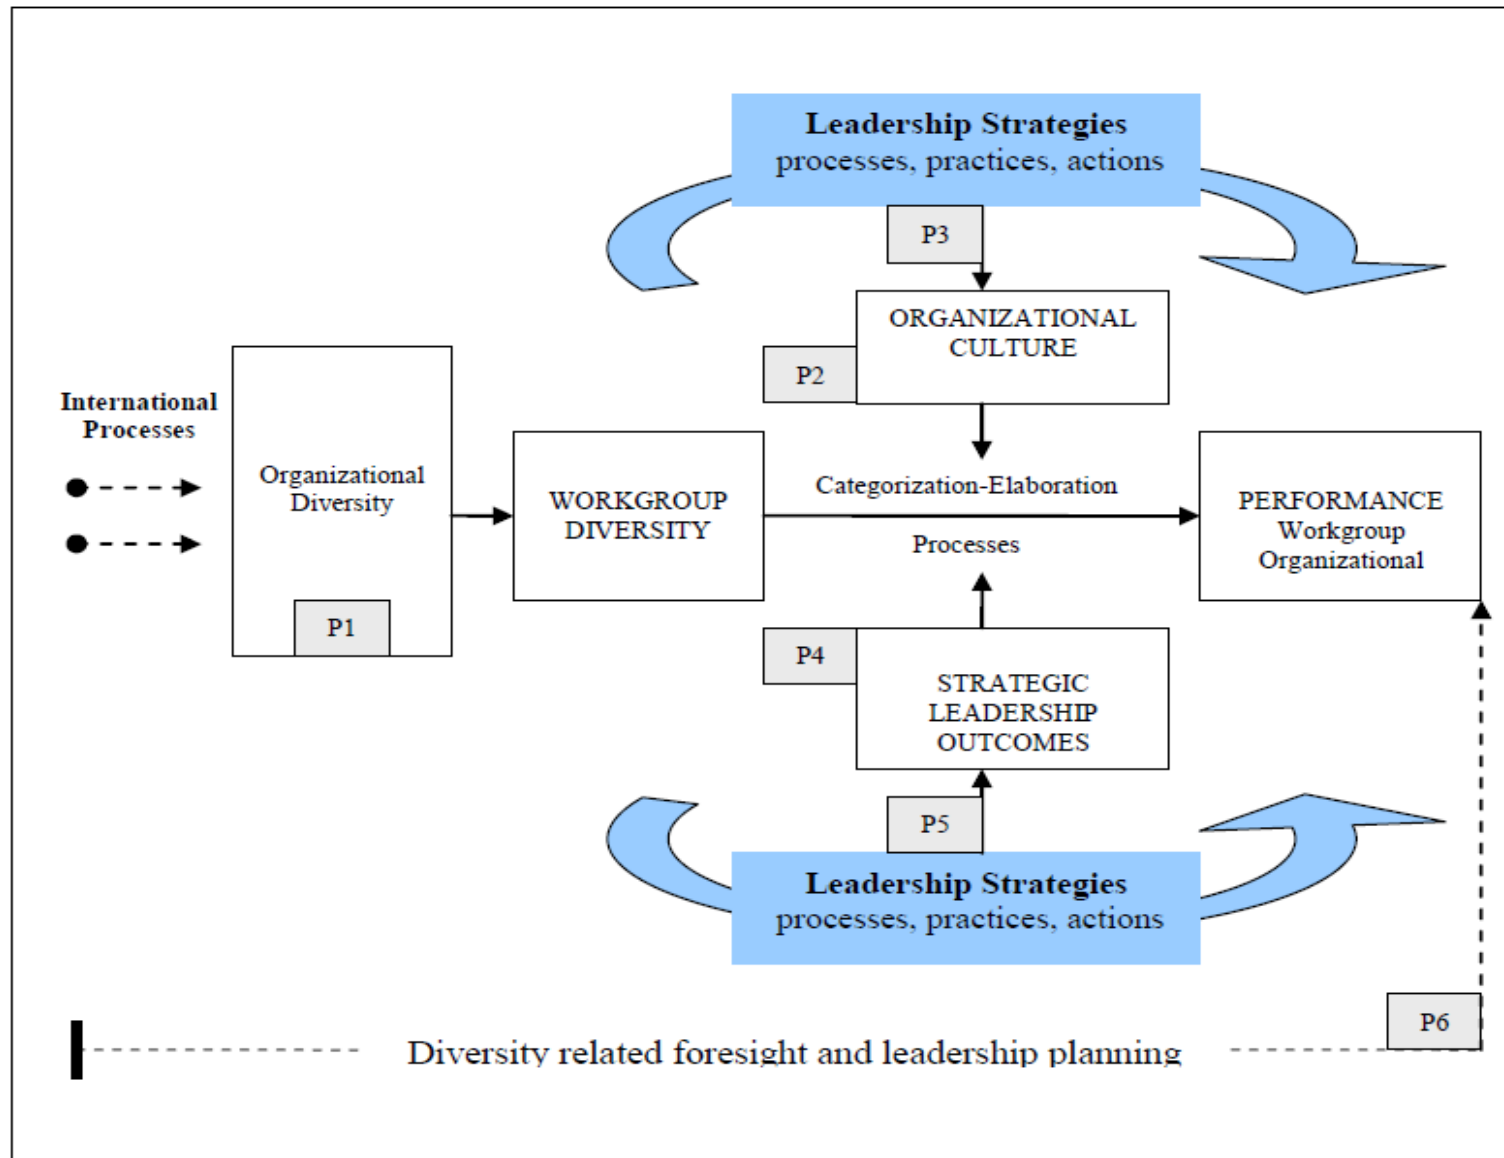 Leadership Strategies
processes, practices, actions
P3
ORGANIZATIONAL
CULTURE
P2
International
Processes
Organizational
Diversity
P1
WORKGROUP
DIVERSITY
Categorization-Elaboration
Processes
PERFORMANCE
Workgroup
Organizational
P4
STRATEGIC
LEADERSHIP
OUTCOMES
P5
Leadership Strategies
processes, practices, actions
P6
Diversity related foresight and leadership planning